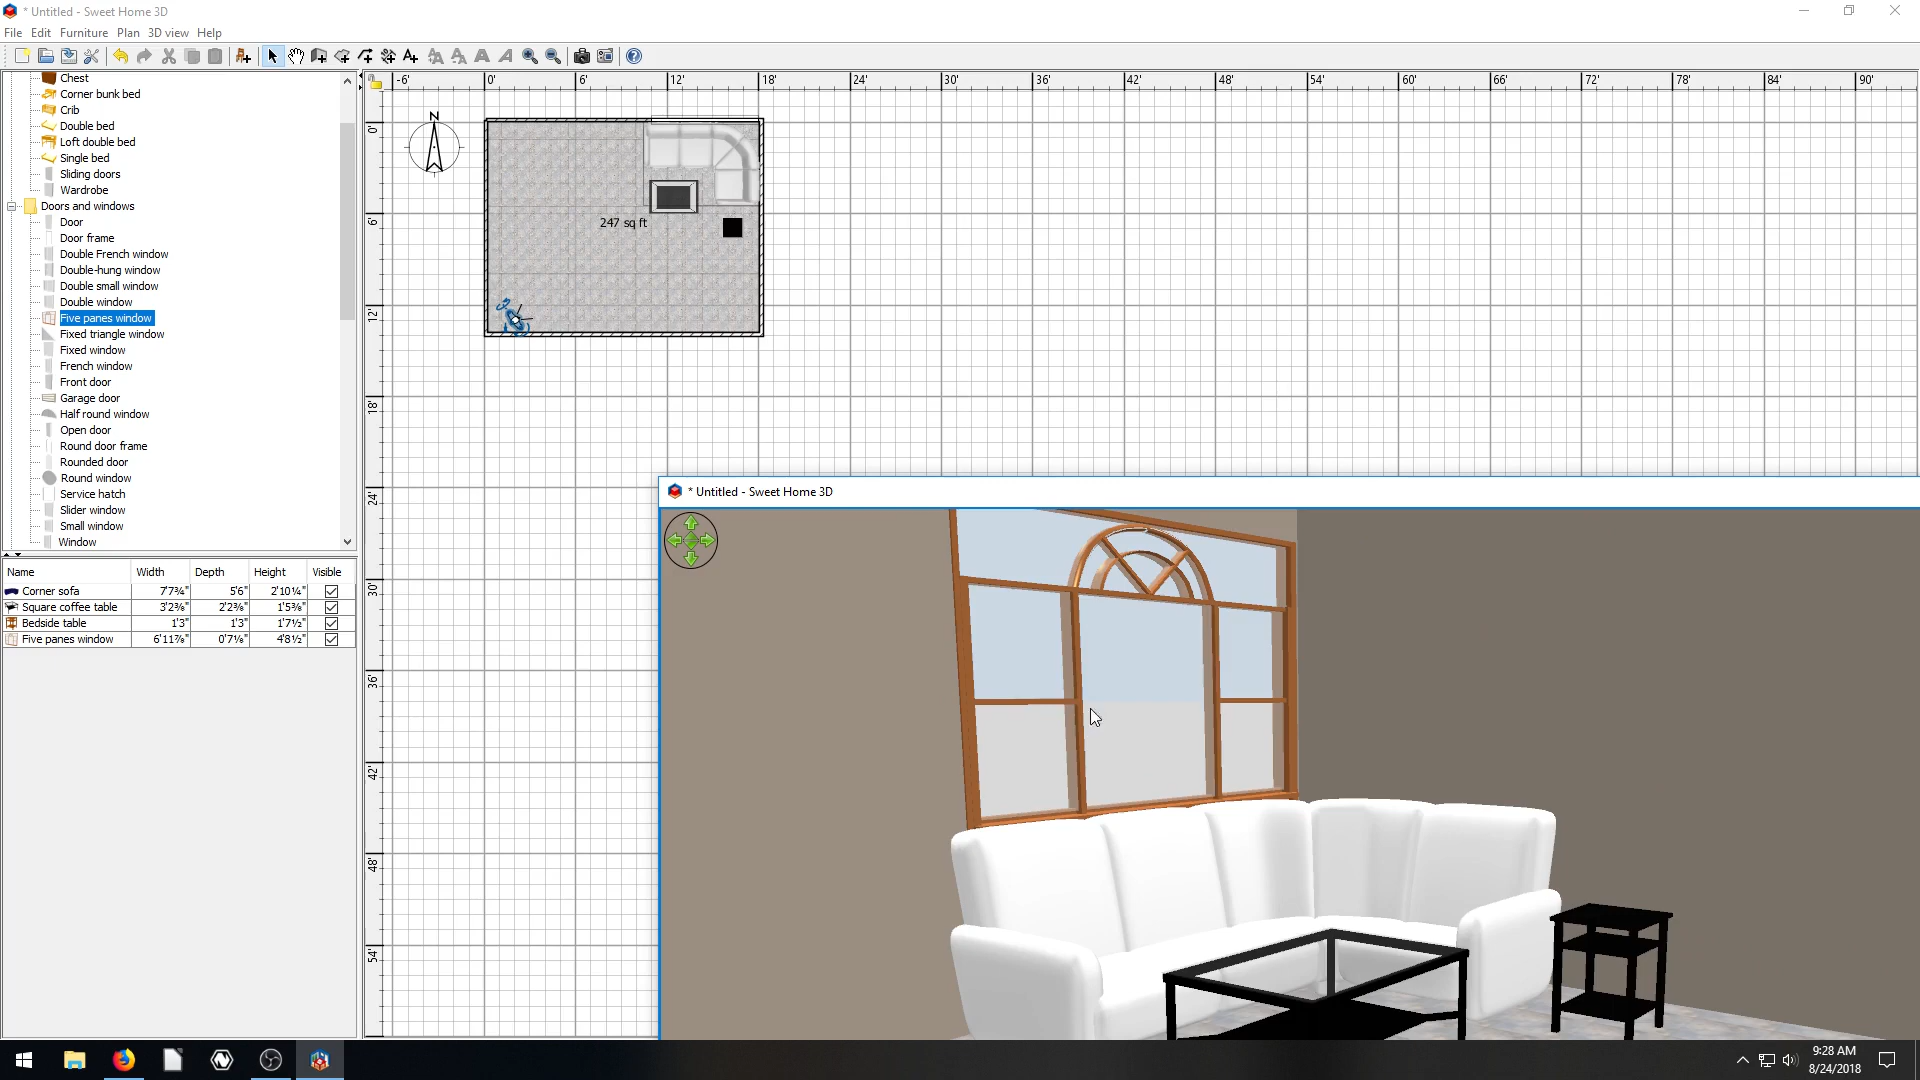 * Untitled - Sweet Home 3D
File Edit Furniture Plan 3D view Help
-6' 0' 6' 12' 18' 24' 30' 36' 42' 48' 54' 60' 66' 72' 78' 84' 90'
Chest
Corner bunk bed
Crib
Double bed
Loft double bed
Single bed
Sliding doors
Wardrobe
Doors and windows
Door
Door frame
Double French window
Double-hung window
Double small window
Double window
Five panes window
Fixed triangle window
Fixed window
French window
Front door
Garage door
Half round window
Open door
Round door frame
Rounded door
Round window
Service hatch
Slider window
Small window
Window
Name Width Depth Height Visible
Corner sofa 7'7¾" 5'6" 2'10¼"
Square coffee table 3'2⅜" 2'2⅜" 1'5⅜"
Bedside table 1'3" 1'3" 1'7½"
Five panes window 6'11⅞" 0'7⅛" 4'8½"
0'
6'
12'
18'
24'
30'
36'
42'
48'
54'
N
247 sq ft
* Untitled - Sweet Home 3D
9:28 AM
8/24/2018